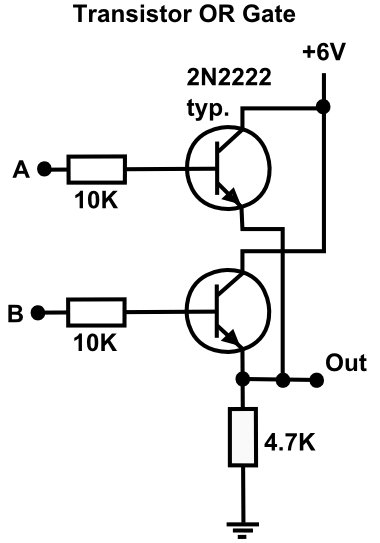 Transistor OR Gate
+6V
2N2222
typ.
A
10K
B
10K
Out
4.7K